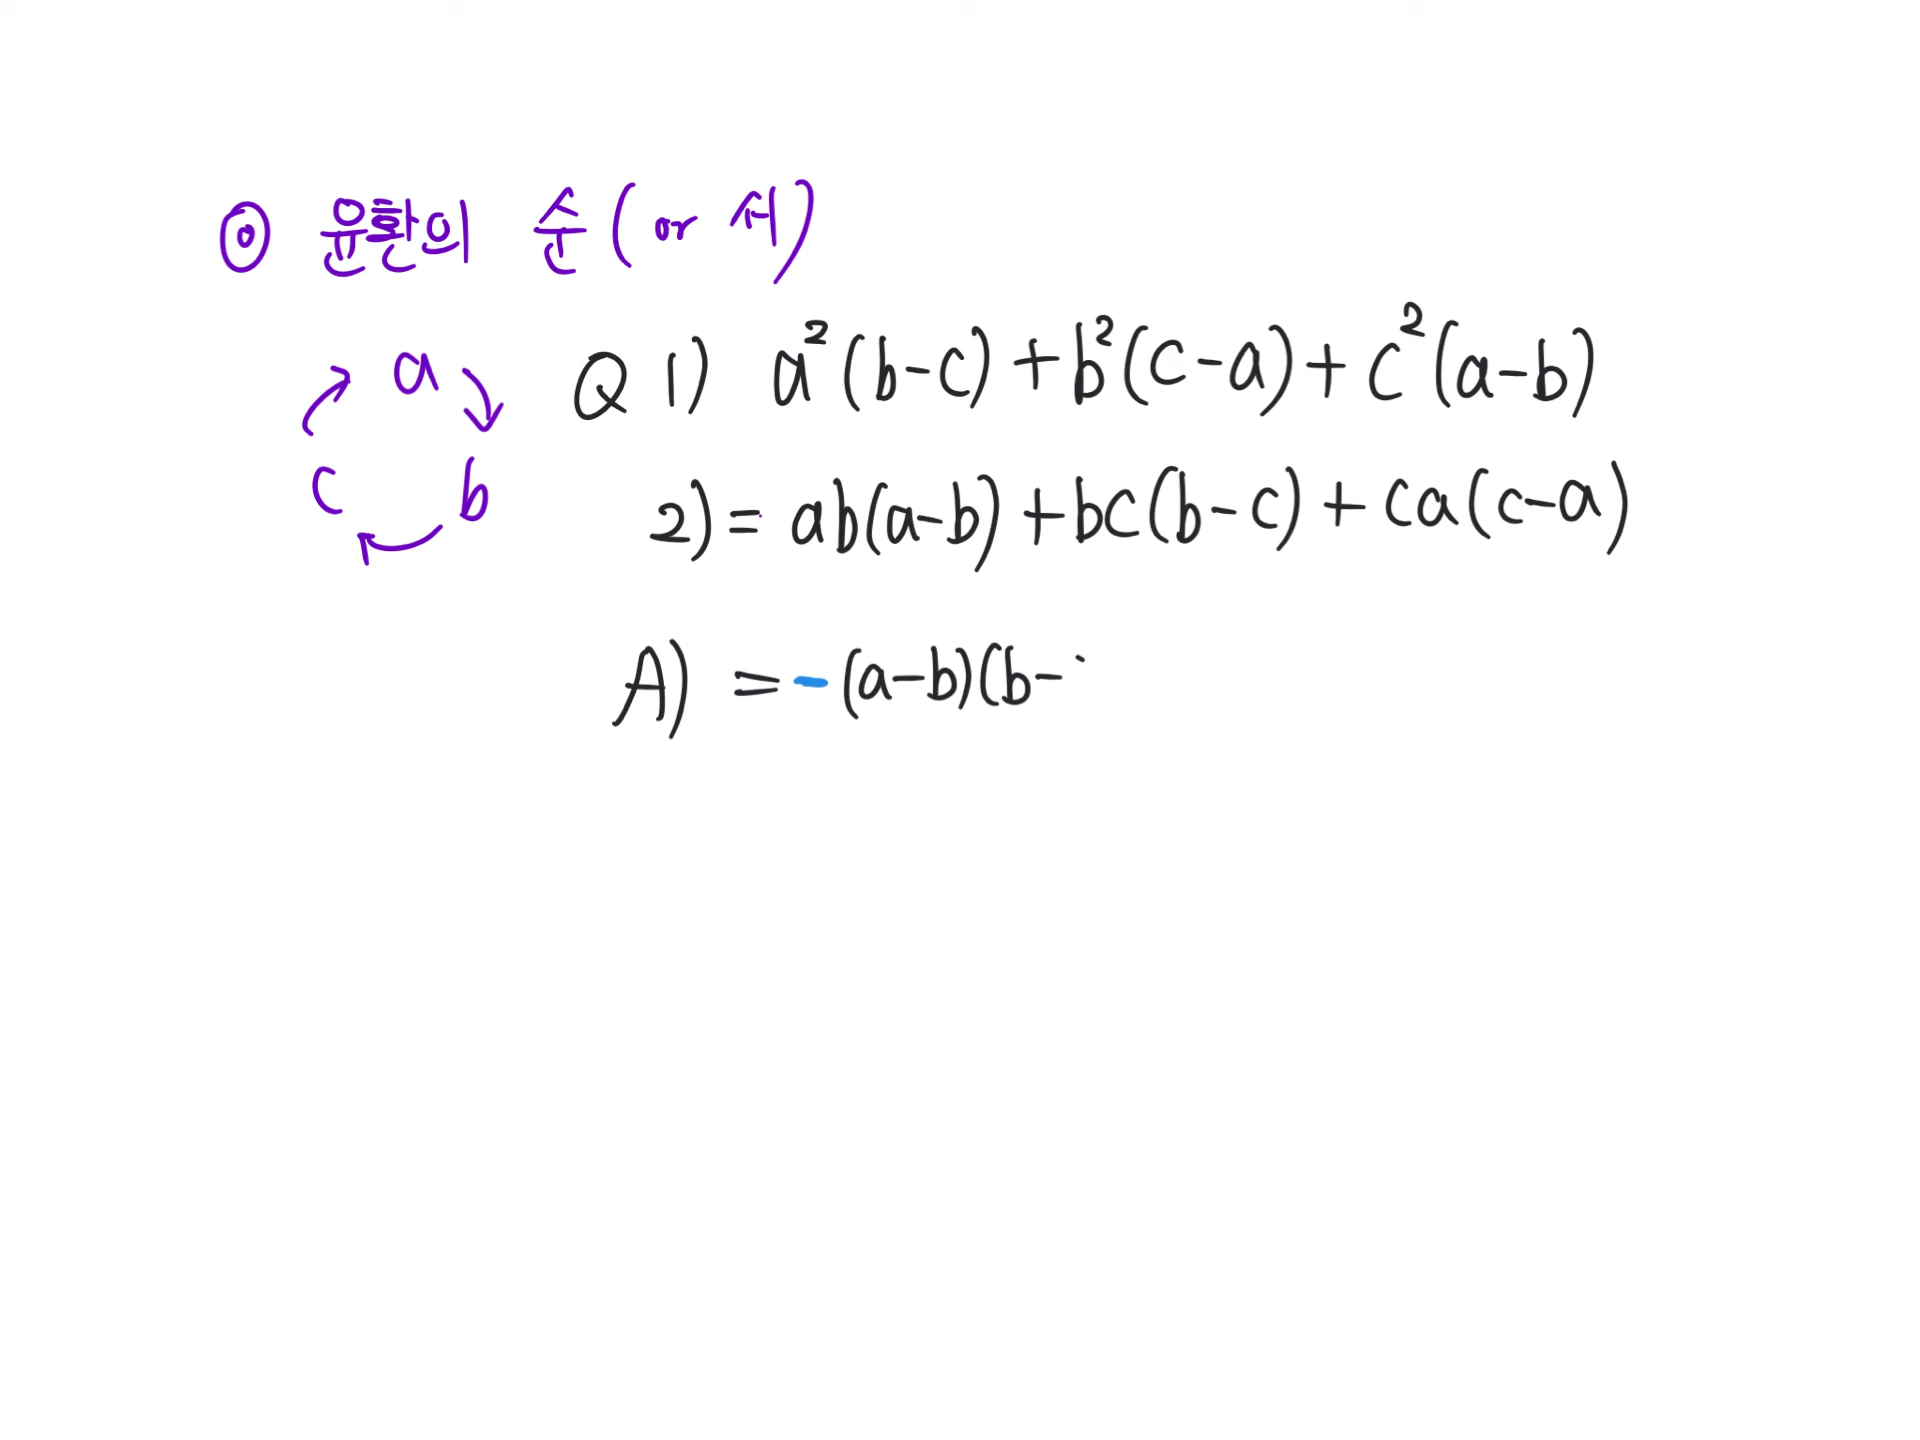 ◎ 윤환의 순(or 서)
a
c b
Q 1) a²(b-c)+b²(c-a)+c²(a-b)
2) = ab(a-b)+bc(b-c)+ca(c-a)
A) = -(a-b)(b-